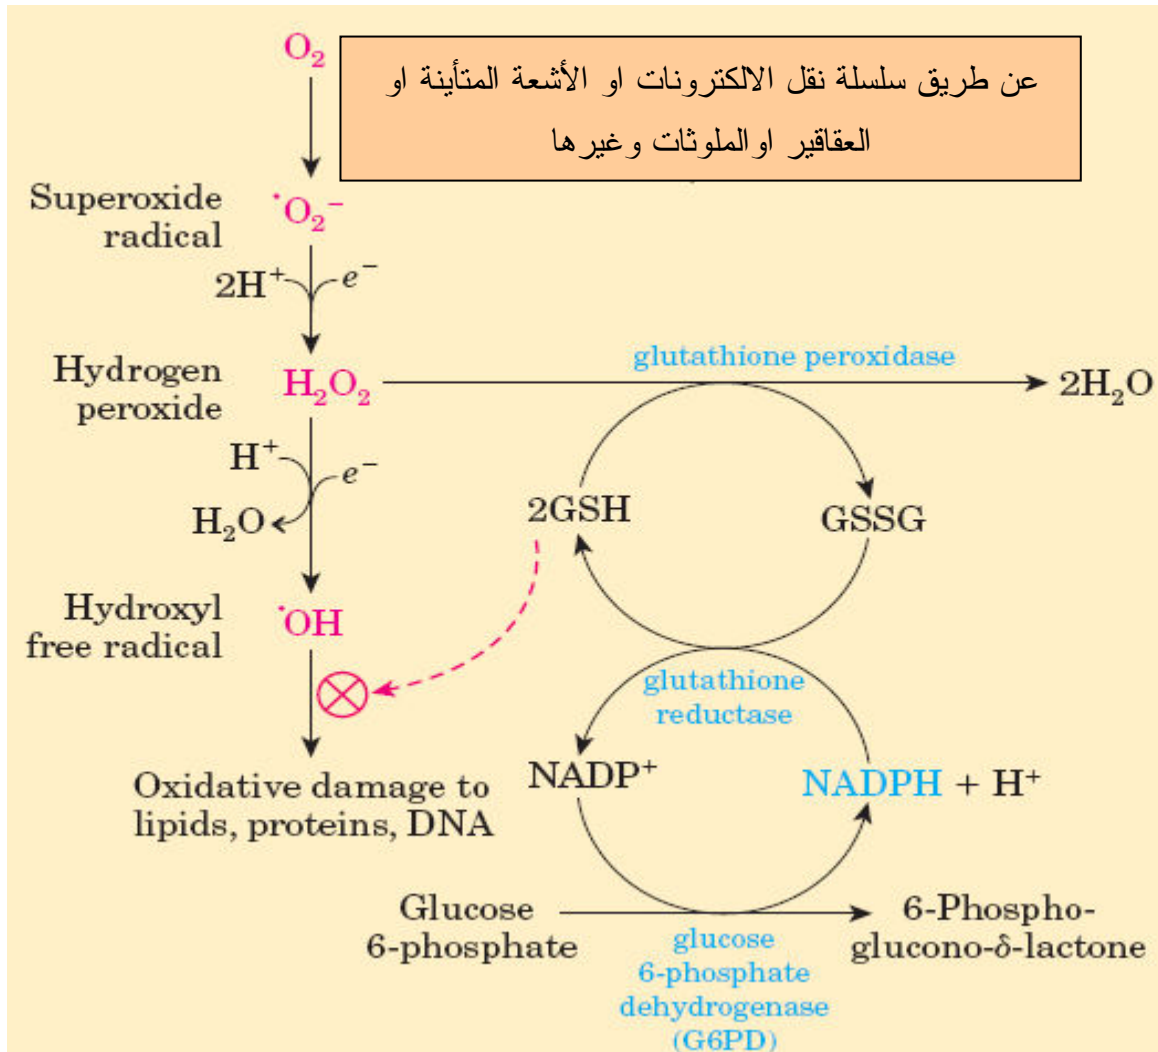 O₂
عن طريق سلسلة نقل الالكترونات او الأشعة المتأينة او
العقاقير اوالملوثات وغيرها
Superoxide
radical
•O₂⁻
2H⁺
e⁻
Hydrogen
peroxide
H₂O₂
glutathione peroxidase
2H₂O
H⁺
e⁻
H₂O
2GSH
GSSG
Hydroxyl
free radical
•OH
glutathione
reductase
Oxidative damage to
lipids, proteins, DNA
NADP⁺
NADPH + H⁺
Glucose
6-phosphate
6-Phospho-
glucono-δ-lactone
glucose
6-phosphate
dehydrogenase
(G6PD)